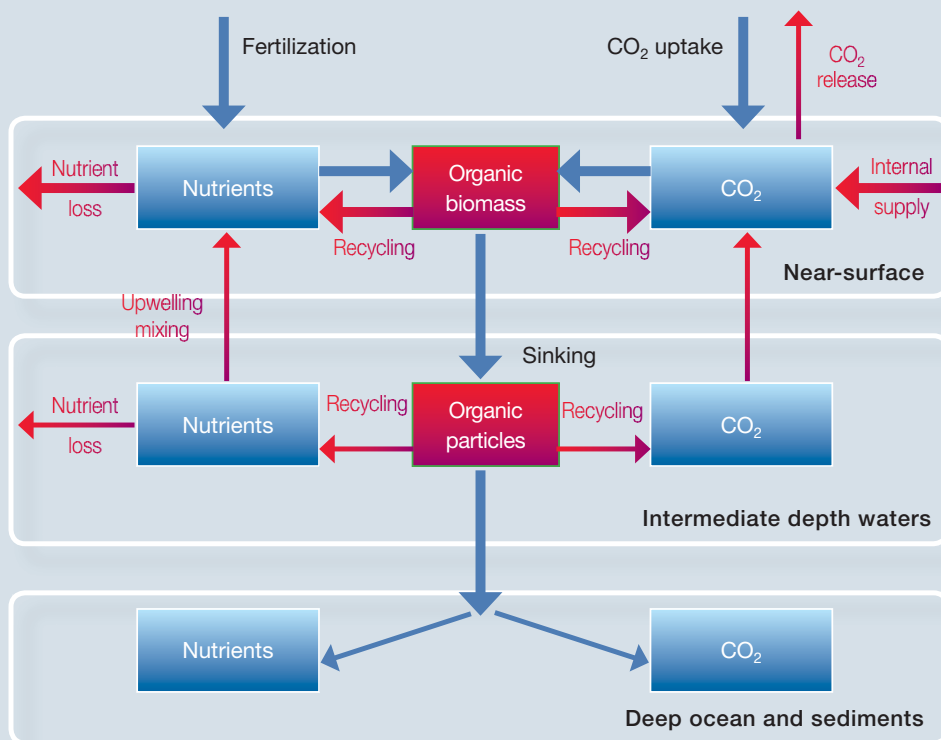 Fertilization
CO₂ uptake
CO₂
release
Nutrient
loss
Nutrients
Organic
biomass
CO₂
Internal
supply
Recycling
Recycling
Near-surface
Upwelling
mixing
Sinking
Nutrient
loss
Nutrients
Recycling
Organic
particles
Recycling
CO₂
Intermediate depth waters
Nutrients
CO₂
Deep ocean and sediments